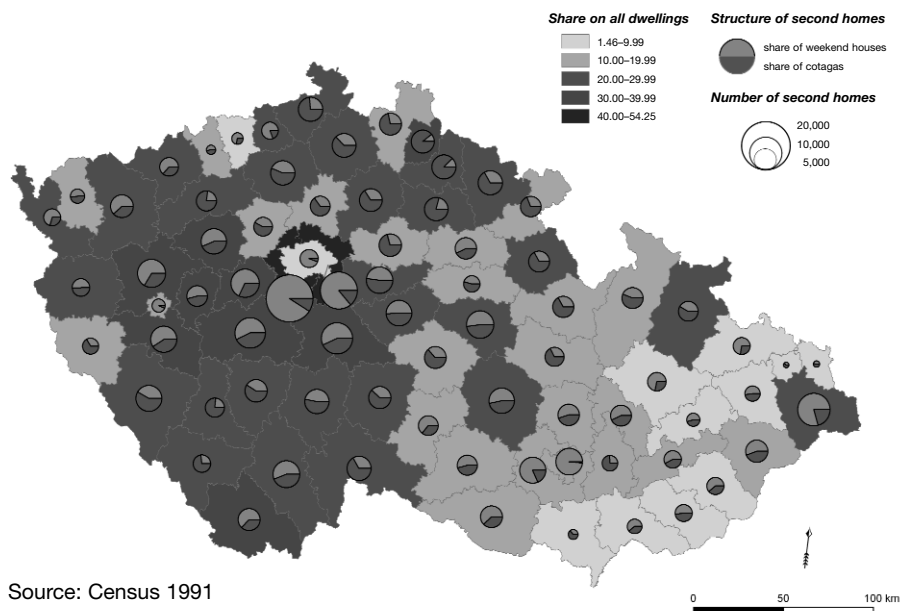 Share on all dwellings
1.46–9.99
10.00–19.99
20.00–29.99
30.00–39.99
40.00–54.25
Structure of second homes
share of weekend houses
share of cotagas
Number of second homes
20,000
10,000
5,000
Source: Census 1991
0 50 100 km